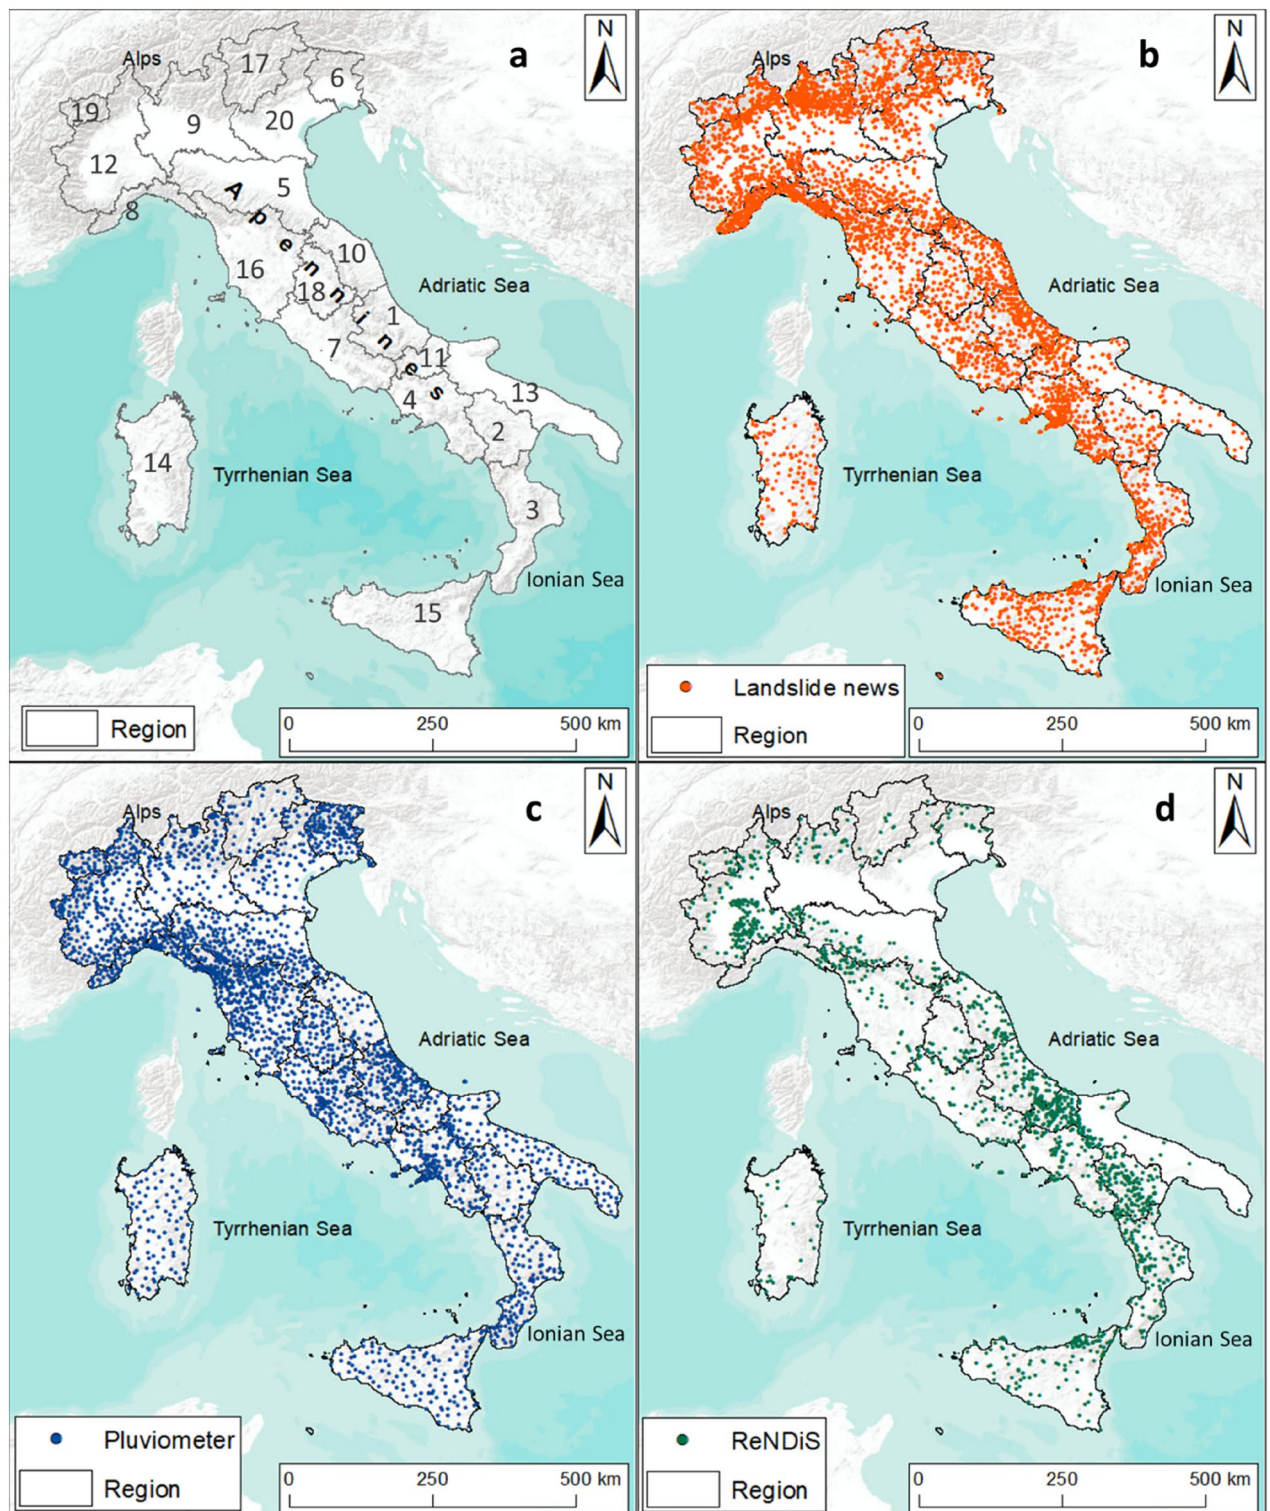 a
N
Alps
17
6
19
9
20
12
5
8
Apennines
10
16
18
Adriatic Sea
1
7
11
13
4
2
14
Tyrrhenian Sea
3
Ionian Sea
15
Region
0 250 500 km
b
N
Alps
Adriatic Sea
Tyrrhenian Sea
Ionian Sea
Landslide news
Region
0 250 500 km
c
N
Alps
Adriatic Sea
Tyrrhenian Sea
Ionian Sea
Pluviometer
Region
0 250 500 km
d
N
Alps
Adriatic Sea
Tyrrhenian Sea
Ionian Sea
ReNDiS
Region
0 250 500 km